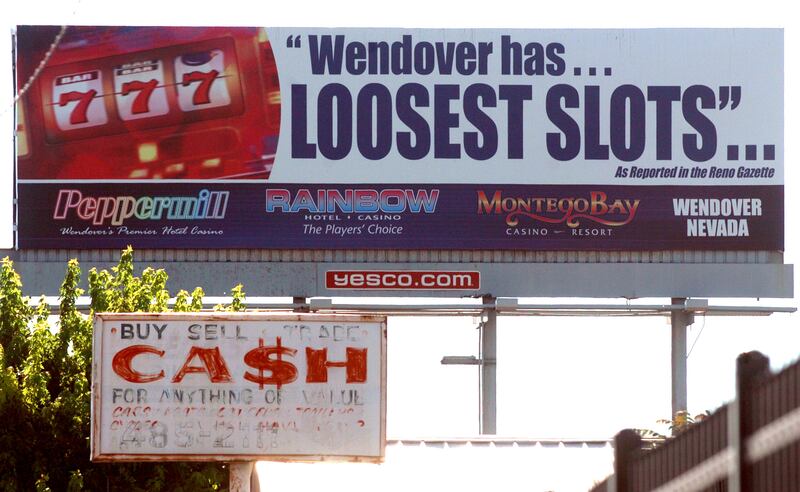 BAR BAR BAR
7 7 7
"Wendover has...
LOOSEST SLOTS"...
As Reported in the Reno Gazette
Peppermill
Wendover's Premier Hotel Casino
RAINBOW
HOTEL • CASINO
The Players' Choice
MONTEGO BAY
CASINO — RESORT
WENDOVER
NEVADA
yesco.com
BUY SELL TRADE
CA$H
FOR ANYTHING OF VALUE